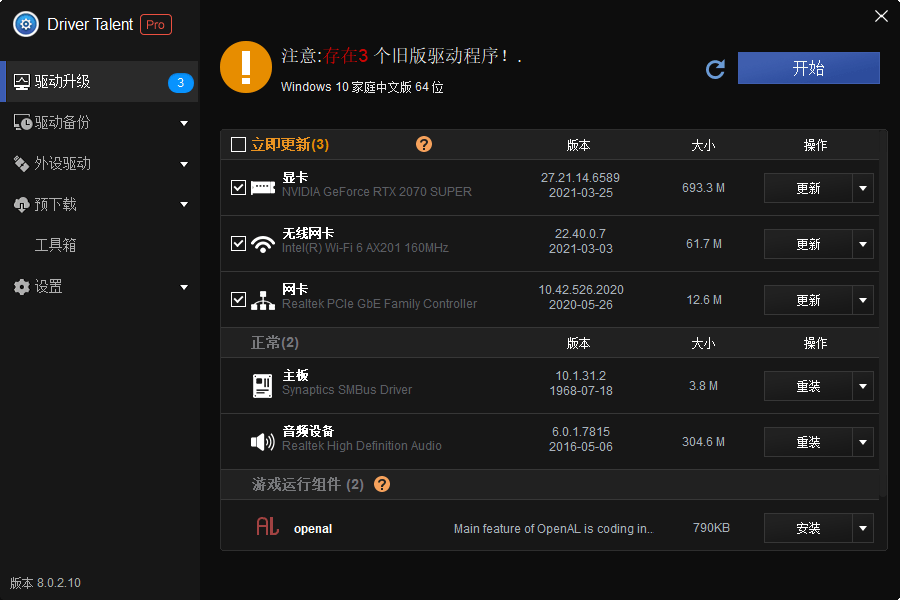 Driver Talent Pro
驱动升级 3
驱动备份
外设驱动
预下载
工具箱
设置
版本 8.0.2.10
注意:存在3 个旧版驱动程序! .
Windows 10 家庭中文版 64 位
开始
立即更新(3) ? 版本 大小 操作
显卡
NVIDIA GeForce RTX 2070 SUPER
27.21.14.6589
2021-03-25
693.3 M
更新
无线网卡
Intel(R) Wi-Fi 6 AX201 160MHz
22.40.0.7
2021-03-03
61.7 M
更新
网卡
Realtek PCIe GbE Family Controller
10.42.526.2020
2020-05-26
12.6 M
更新
正常(2) 版本 大小 操作
主板
Synaptics SMBus Driver
10.1.31.2
1968-07-18
3.8 M
重装
音频设备
Realtek High Definition Audio
6.0.1.7815
2016-05-06
304.6 M
重装
游戏运行组件 (2) ?
AL openal Main feature of OpenAL is coding in.. 790KB 安装